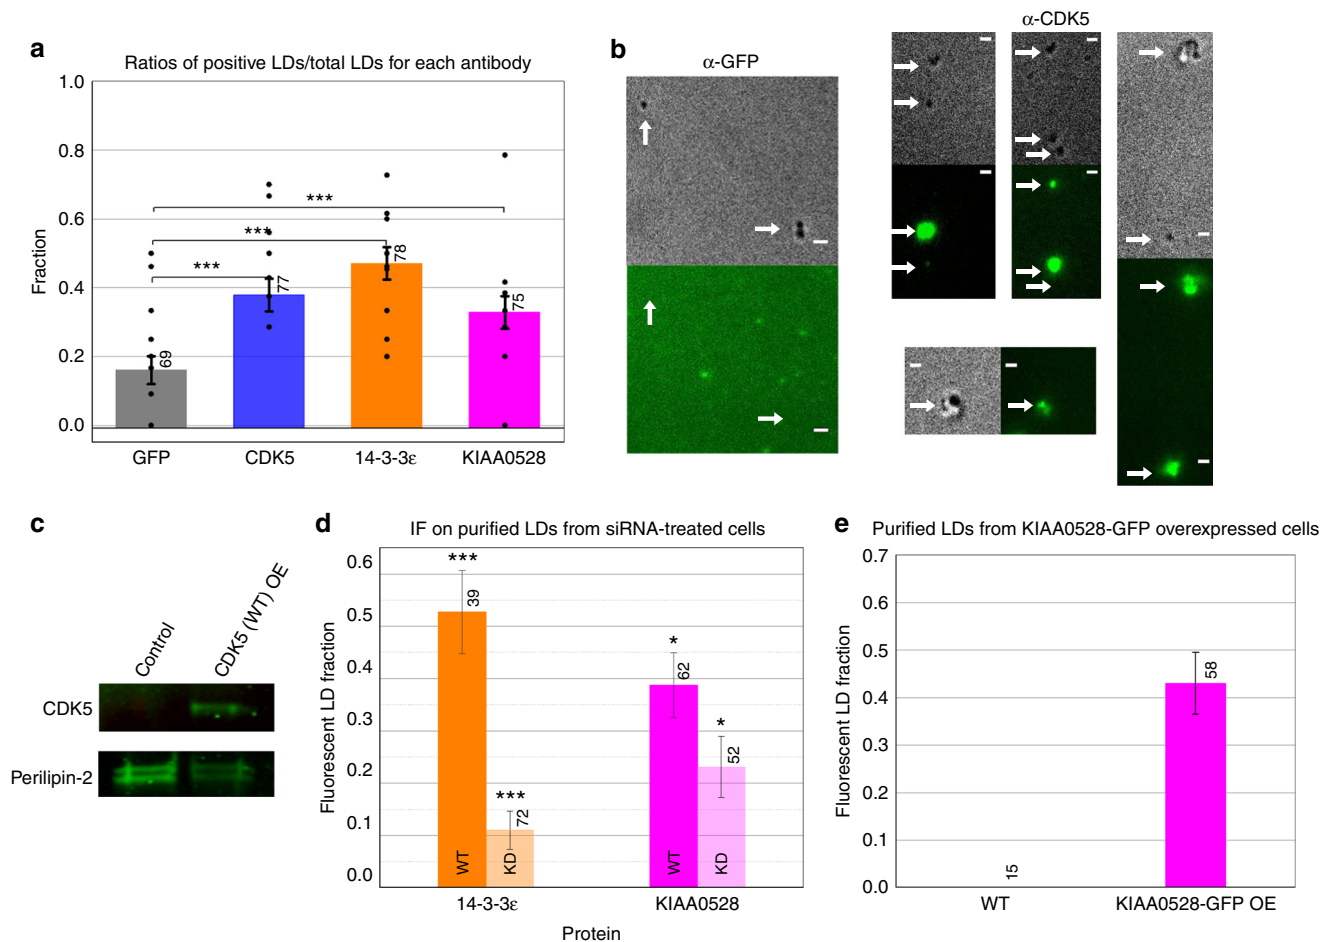 a
Ratios of positive LDs/total LDs for each antibody
Fraction
1.0
0.8
0.6
0.4
0.2
0.0
***
***
***
69
77
78
75
GFP
CDK5
14-3-3ε
KIAA0528
b
α-GFP
α-CDK5
c
Control
CDK5 (WT) OE
CDK5
Perilipin-2
d
IF on purified LDs from siRNA-treated cells
Fluorescent LD fraction
0.6
0.5
0.4
0.3
0.2
0.1
0.0
***
39
***
72
*
62
*
52
WT
KD
WT
KD
14-3-3ε
KIAA0528
Protein
e
Purified LDs from KIAA0528-GFP overexpressed cells
Fluorescent LD fraction
0.7
0.6
0.5
0.4
0.3
0.2
0.1
0.0
15
58
WT
KIAA0528-GFP OE